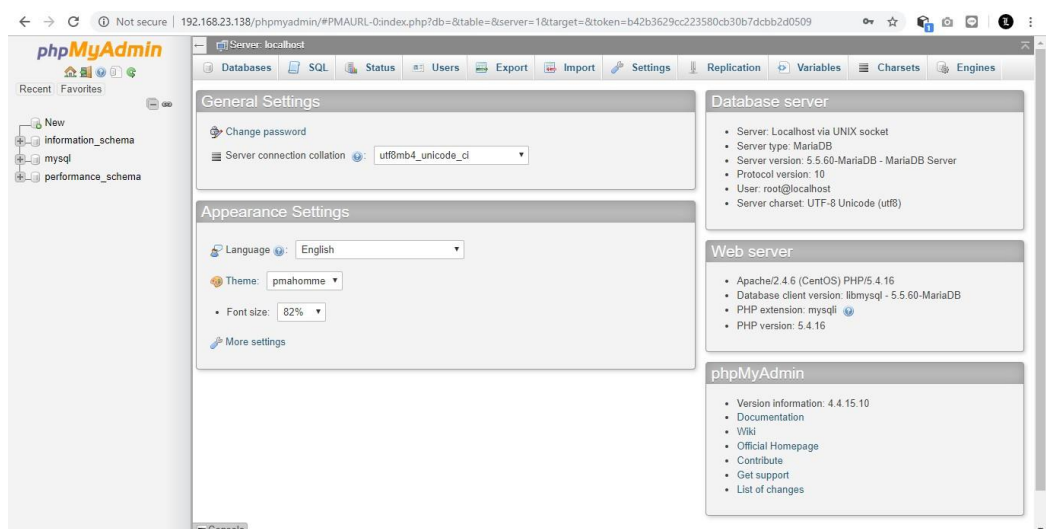 Not secure | 192.168.23.138/phpmyadmin/#PMAURL-0:index.php?db=&table=&server=1&target=&token=b42b3629cc223580cb30b7dcbb2d0509
phpMyAdmin
Recent Favorites
New
information_schema
mysql
performance_schema
Server: localhost
Databases SQL Status Users Export Import Settings Replication Variables Charsets Engines
General Settings
Change password
Server connection collation : utf8mb4_unicode_ci
Appearance Settings
Language : English
Theme: pmahomme
• Font size: 82%
More settings
Database server
• Server: Localhost via UNIX socket
• Server type: MariaDB
• Server version: 5.5.60-MariaDB - MariaDB Server
• Protocol version: 10
• User: root@localhost
• Server charset: UTF-8 Unicode (utf8)
Web server
• Apache/2.4.6 (CentOS) PHP/5.4.16
• Database client version: libmysql - 5.5.60-MariaDB
• PHP extension: mysqli
• PHP version: 5.4.16
phpMyAdmin
• Version information: 4.4.15.10
• Documentation
• Wiki
• Official Homepage
• Contribute
• Get support
• List of changes
Console